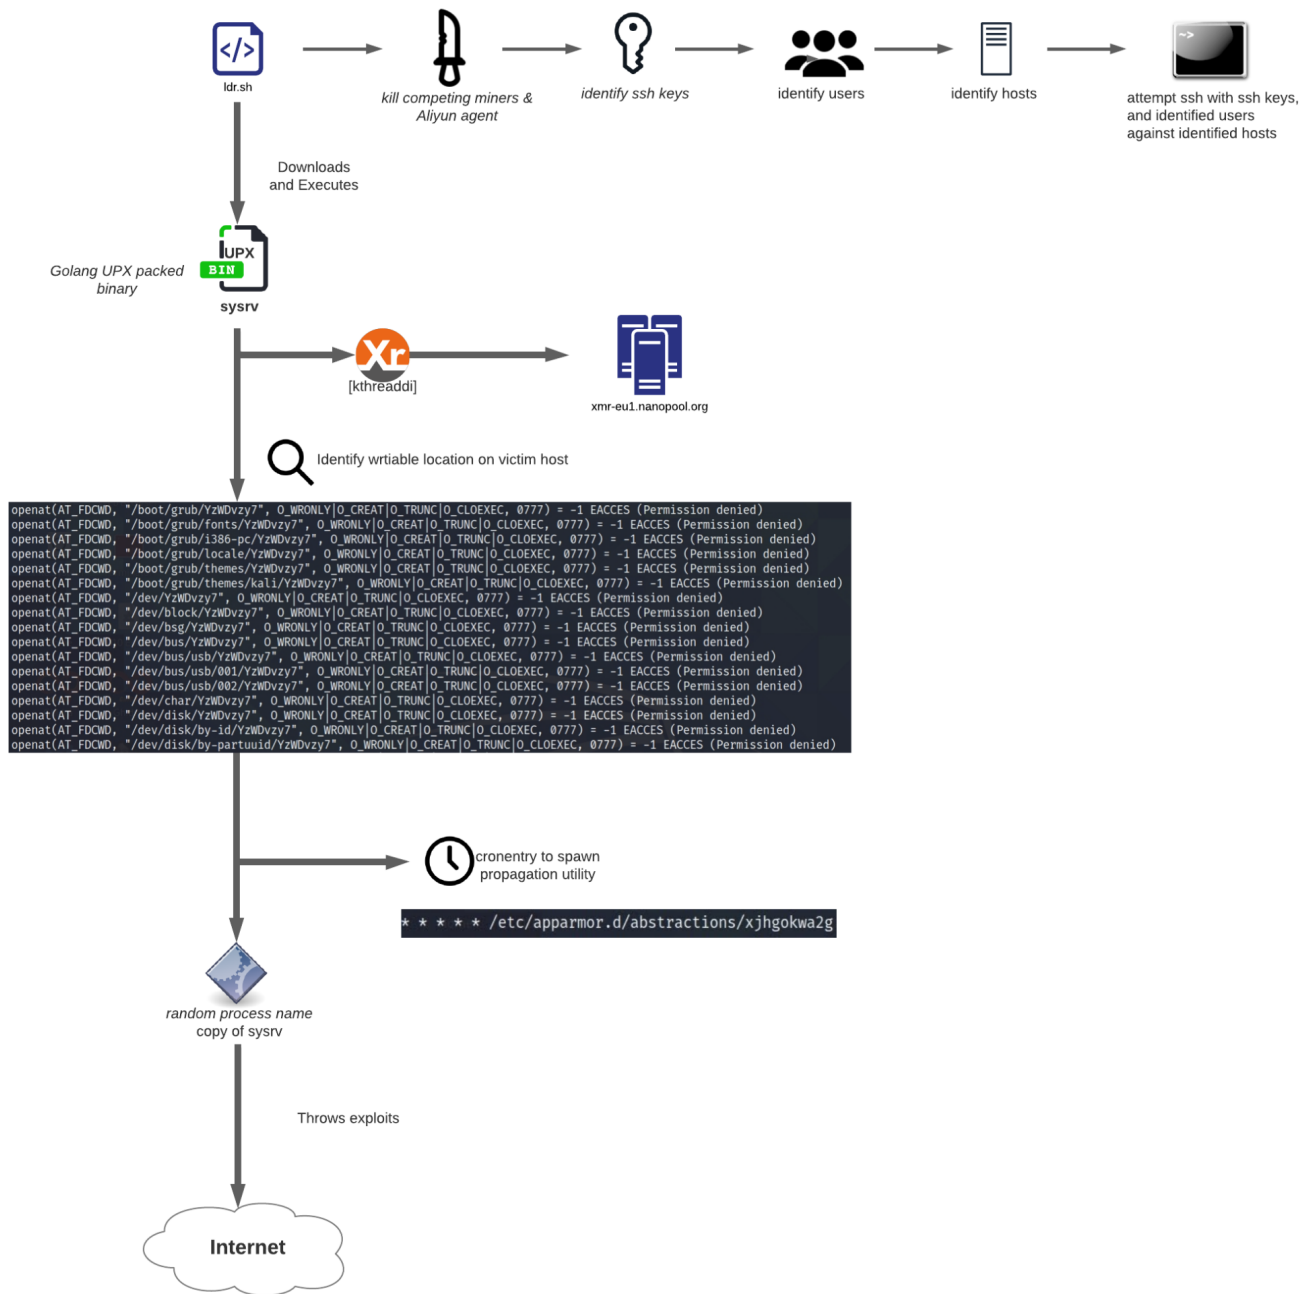 </>
ldr.sh
kill competing miners &
Aliyun agent
identify ssh keys
identify users
identify hosts
~>
attempt ssh with ssh keys,
and identified users
against identified hosts
Downloads
and Executes
UPX
BIN
Golang UPX packed
binary
sysrv
Xr
[kthreaddi]
xmr-eu1.nanopool.org
Identify wrtiable location on victim host
openat(AT_FDCWD, "/boot/grub/YzWDvzy7", O_WRONLY|O_CREAT|O_TRUNC|O_CLOEXEC, 0777) = -1 EACCES (Permission denied)
openat(AT_FDCWD, "/boot/grub/fonts/YzWDvzy7", O_WRONLY|O_CREAT|O_TRUNC|O_CLOEXEC, 0777) = -1 EACCES (Permission denied)
openat(AT_FDCWD, "/boot/grub/i386-pc/YzWDvzy7", O_WRONLY|O_CREAT|O_TRUNC|O_CLOEXEC, 0777) = -1 EACCES (Permission denied)
openat(AT_FDCWD, "/boot/grub/locale/YzWDvzy7", O_WRONLY|O_CREAT|O_TRUNC|O_CLOEXEC, 0777) = -1 EACCES (Permission denied)
openat(AT_FDCWD, "/boot/grub/themes/YzWDvzy7", O_WRONLY|O_CREAT|O_TRUNC|O_CLOEXEC, 0777) = -1 EACCES (Permission denied)
openat(AT_FDCWD, "/boot/grub/themes/kali/YzWDvzy7", O_WRONLY|O_CREAT|O_TRUNC|O_CLOEXEC, 0777) = -1 EACCES (Permission denied)
openat(AT_FDCWD, "/dev/YzWDvzy7", O_WRONLY|O_CREAT|O_TRUNC|O_CLOEXEC, 0777) = -1 EACCES (Permission denied)
openat(AT_FDCWD, "/dev/block/YzWDvzy7", O_WRONLY|O_CREAT|O_TRUNC|O_CLOEXEC, 0777) = -1 EACCES (Permission denied)
openat(AT_FDCWD, "/dev/bsg/YzWDvzy7", O_WRONLY|O_CREAT|O_TRUNC|O_CLOEXEC, 0777) = -1 EACCES (Permission denied)
openat(AT_FDCWD, "/dev/bus/YzWDvzy7", O_WRONLY|O_CREAT|O_TRUNC|O_CLOEXEC, 0777) = -1 EACCES (Permission denied)
openat(AT_FDCWD, "/dev/bus/usb/YzWDvzy7", O_WRONLY|O_CREAT|O_TRUNC|O_CLOEXEC, 0777) = -1 EACCES (Permission denied)
openat(AT_FDCWD, "/dev/bus/usb/001/YzWDvzy7", O_WRONLY|O_CREAT|O_TRUNC|O_CLOEXEC, 0777) = -1 EACCES (Permission denied)
openat(AT_FDCWD, "/dev/bus/usb/002/YzWDvzy7", O_WRONLY|O_CREAT|O_TRUNC|O_CLOEXEC, 0777) = -1 EACCES (Permission denied)
openat(AT_FDCWD, "/dev/char/YzWDvzy7", O_WRONLY|O_CREAT|O_TRUNC|O_CLOEXEC, 0777) = -1 EACCES (Permission denied)
openat(AT_FDCWD, "/dev/disk/YzWDvzy7", O_WRONLY|O_CREAT|O_TRUNC|O_CLOEXEC, 0777) = -1 EACCES (Permission denied)
openat(AT_FDCWD, "/dev/disk/by-id/YzWDvzy7", O_WRONLY|O_CREAT|O_TRUNC|O_CLOEXEC, 0777) = -1 EACCES (Permission denied)
openat(AT_FDCWD, "/dev/disk/by-partuuid/YzWDvzy7", O_WRONLY|O_CREAT|O_TRUNC|O_CLOEXEC, 0777) = -1 EACCES (Permission denied)
cronentry to spawn
propagation utility
* * * * * /etc/apparmor.d/abstractions/xjhgokwa2g
random process name
copy of sysrv
Throws exploits
Internet